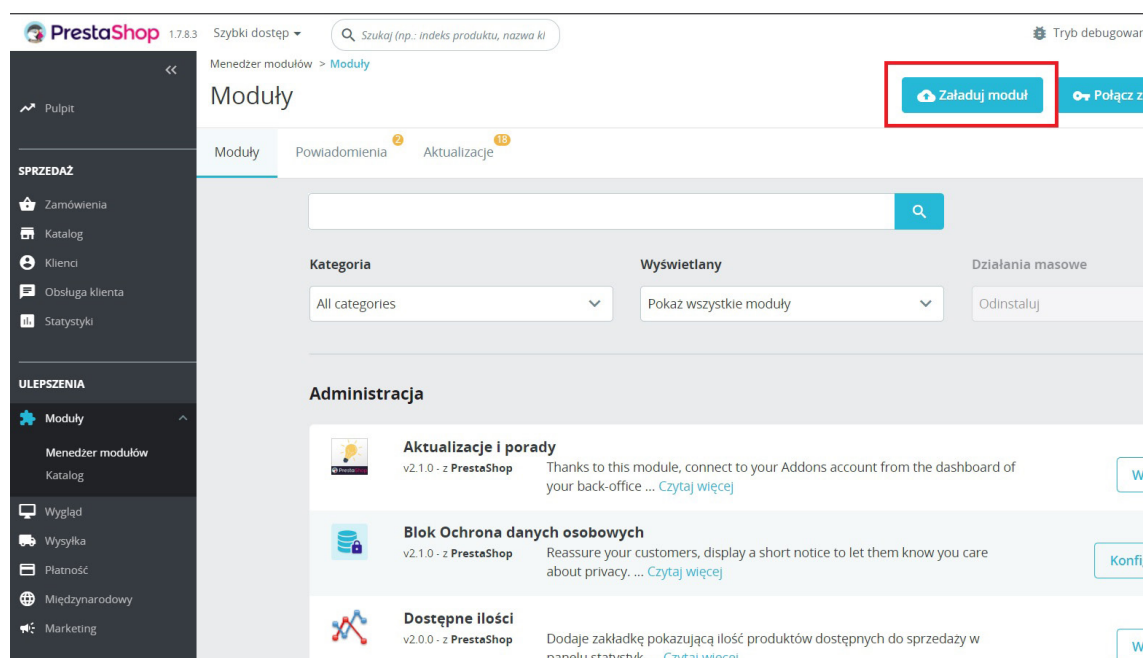 PrestaShop 1.7.8.3 Szybki dostęp Szukaj (np.: indeks produktu, nazwa kl Tryb debugowan
Menedżer modułów > Moduły
Moduły
Załaduj moduł
Połącz z
Moduły Powiadomienia 2 Aktualizacje 18
Pulpit
SPRZEDAŻ
Zamówienia
Katalog
Klienci
Obsługa klienta
Statystyki
ULEPSZENIA
Moduły
Menedżer modułów
Katalog
Wygląd
Wysyłka
Płatność
Międzynarodowy
Marketing
Kategoria Wyświetlany Działania masowe
All categories Pokaż wszystkie moduły Odinstaluj
Administracja
Aktualizacje i porady
v2.1.0 - z PrestaShop Thanks to this module, connect to your Addons account from the dashboard of
your back-office ... Czytaj więcej
W
Blok Ochrona danych osobowych
v2.1.0 - z PrestaShop Reassure your customers, display a short notice to let them know you care
about privacy. ... Czytaj więcej
Konfi
Dostępne ilości
v2.0.0 - z PrestaShop Dodaje zakładkę pokazującą ilość produktów dostępnych do sprzedaży w
panelu statystyk ... Czytaj więcej
W